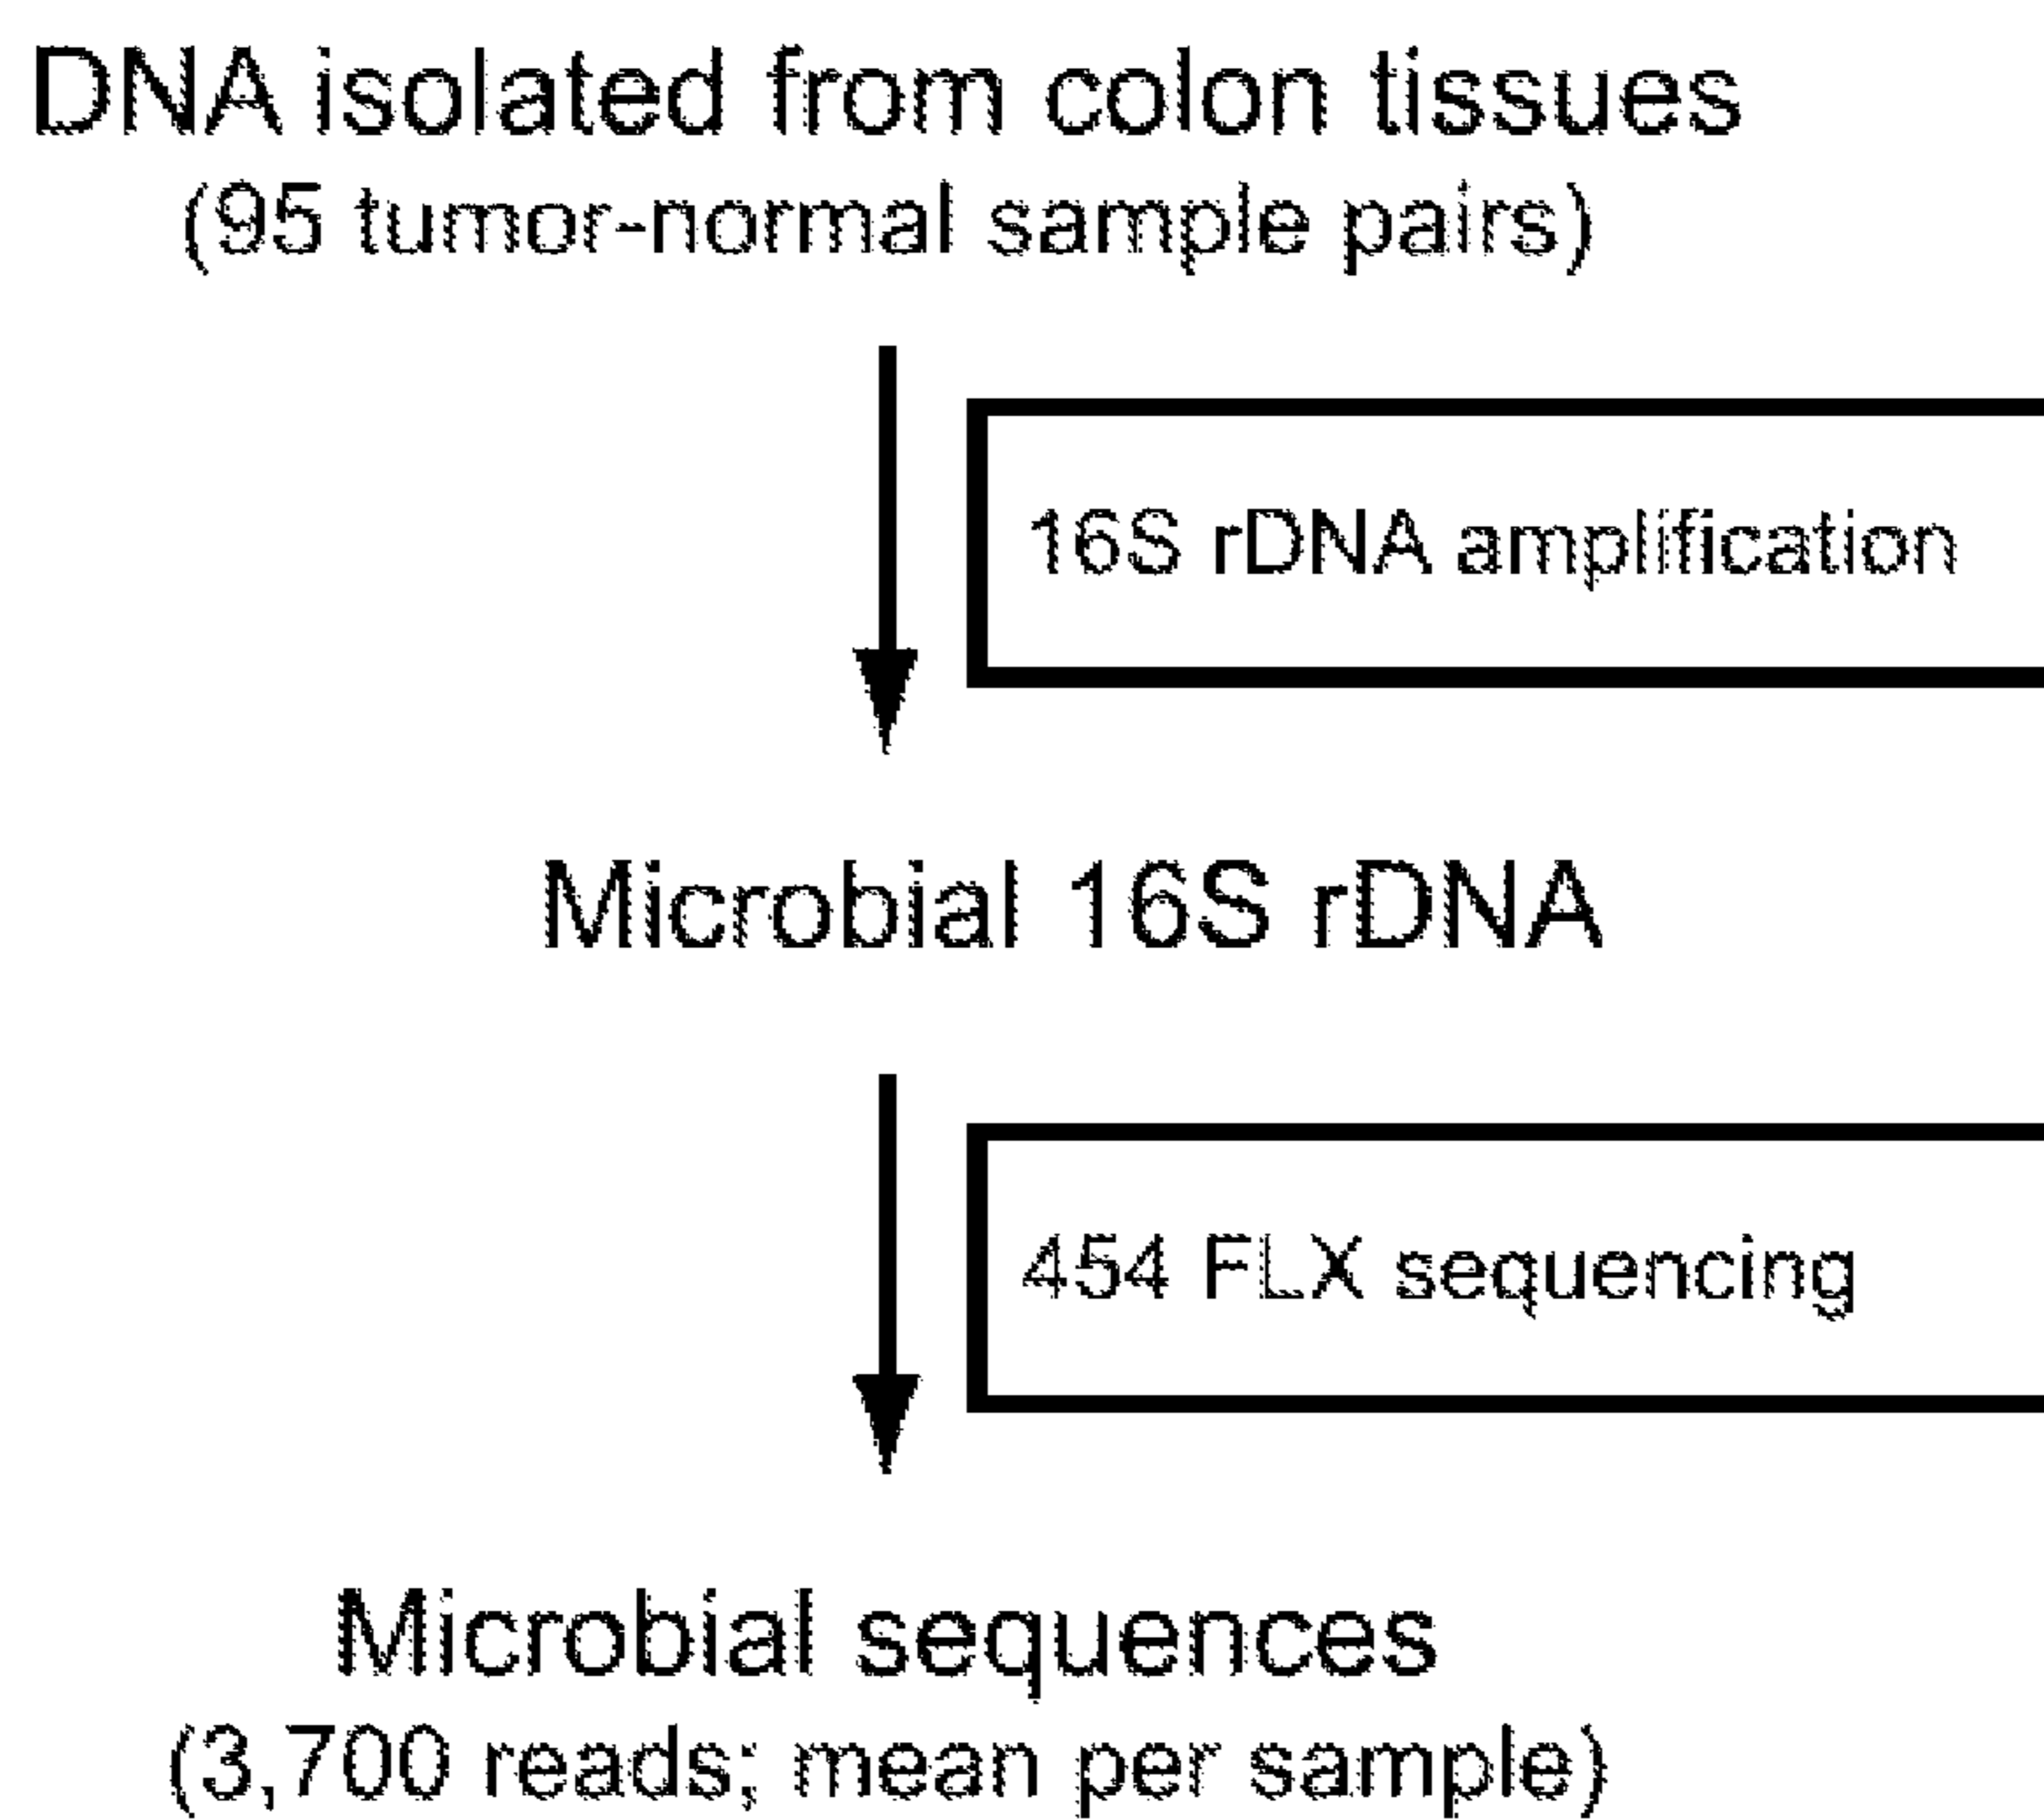 DNA isolated from colon tissues
(95 tumor-normal sample pairs)
16S rDNA amplification
Microbial 16S rDNA
454 FLX sequencing
Microbial sequences
(3,700 reads; mean per sample)